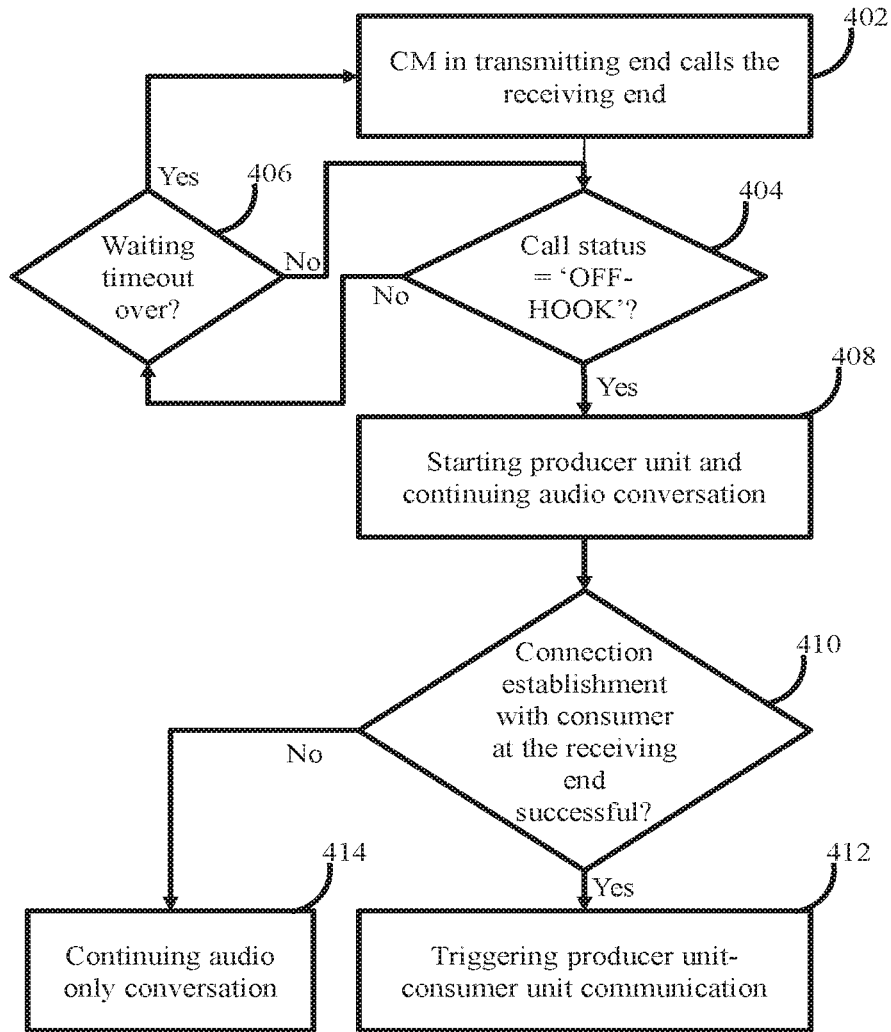 402
CM in transmitting end calls the
receiving end
Yes
406
404
Waiting
timeout
over?
No
Call status
= ‘OFF-
HOOK’?
No
Yes
408
Starting producer unit and
continuing audio conversation
410
Connection
establishment
with consumer
at the receiving
end
successful?
No
Yes
414
412
Continuing audio
only conversation
Triggering producer unit-
consumer unit communication